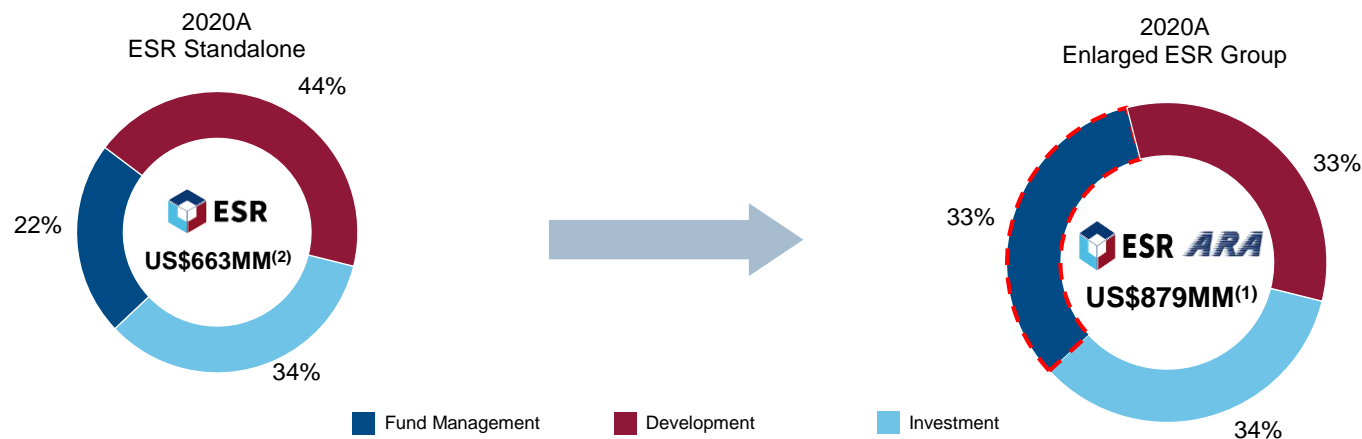 2020A
ESR Standalone
44%
22%
34%
ESR
US$663MM(2)
2020A
Enlarged ESR Group
33%
33%
34%
ESR ARA
US$879MM(1)
Fund Management
Development
Investment